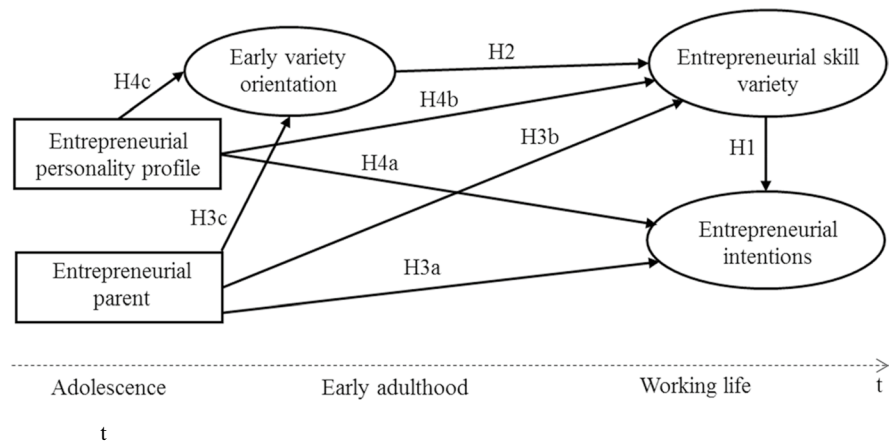 Early variety
orientation
H2
Entrepreneurial skill
variety
H4c
H4b
Entrepreneurial
personality profile
H3b
H1
H4a
H3c
Entrepreneurial
intentions
Entrepreneurial
parent
H3a
Adolescence
Early adulthood
Working life
t
t